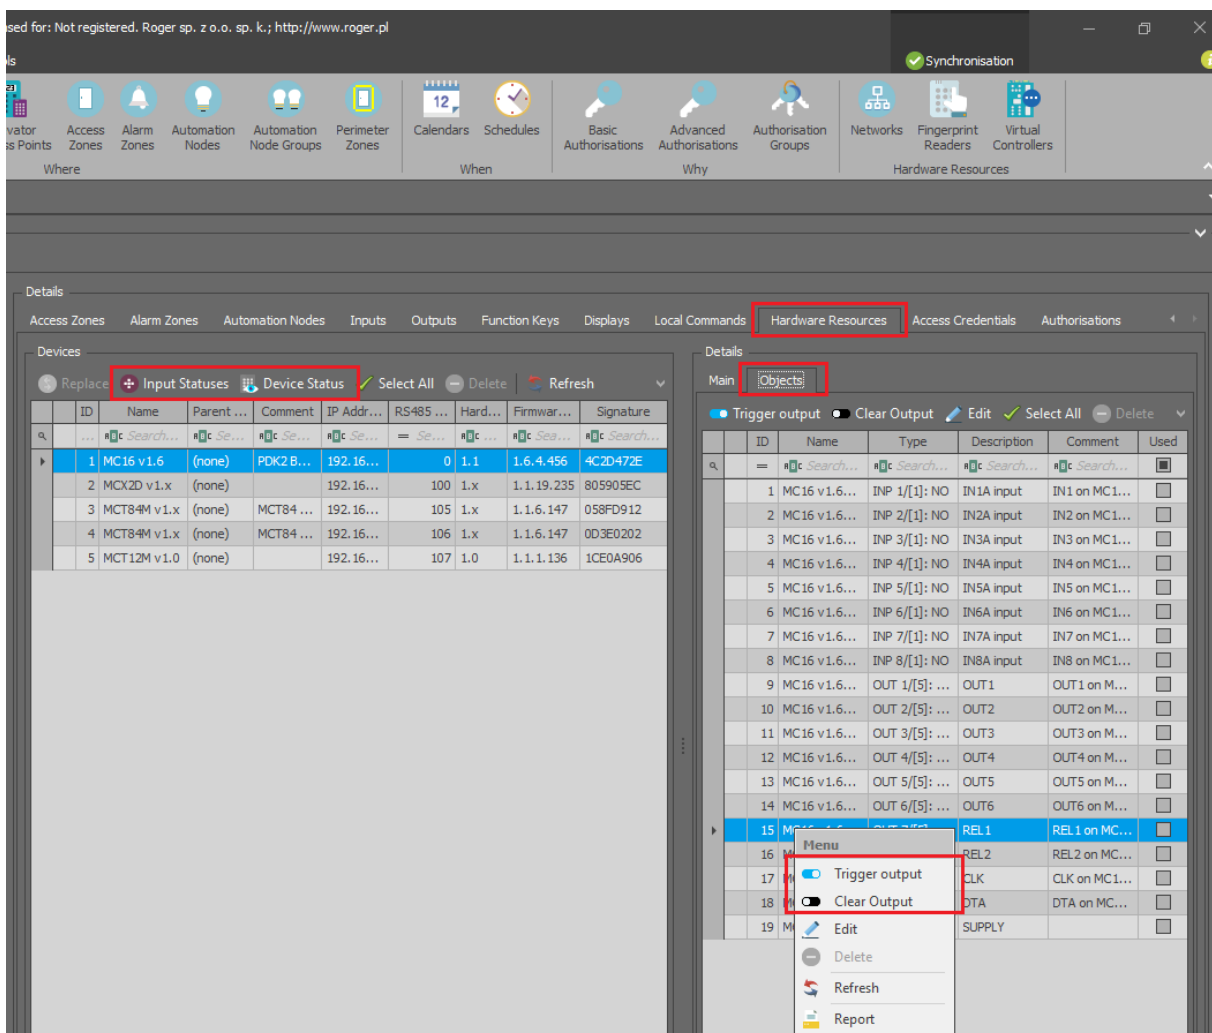 sed for: Not registered. Roger sp. z o.o. sp. k.; http://www.roger.pl
ls
Synchronisation
vator
ss Points
Access
Zones
Alarm
Zones
Automation
Nodes
Automation
Node Groups
Perimeter
Zones
12
Calendars
Schedules
Basic
Authorisations
Advanced
Authorisations
Authorisation
Groups
Networks
Fingerprint
Readers
Virtual
Controllers
Where
When
Why
Hardware Resources
Details
Access Zones Alarm Zones Automation Nodes Inputs Outputs Function Keys Displays Local Commands Hardware Resources Access Credentials Authorisations
Devices
Replace Input Statuses Device Status Select All Delete Refresh
ID Name Parent ... Comment IP Addr... RS485 ... Hard... Firmwar... Signature
... Search... Se... Se... Se... = Se... ... Sea... Search...
1 MC16 v1.6 (none) PDK2 B... 192.16... 0 1.1 1.6.4.456 4C2D472E
2 MCX2D v1.x (none) 192.16... 100 1.x 1.1.19.235 805905EC
3 MCT84M v1.x (none) MCT84 ... 192.16... 105 1.x 1.1.6.147 058FD912
4 MCT84M v1.x (none) MCT84 ... 192.16... 106 1.x 1.1.6.147 0D3E0202
5 MCT12M v1.0 (none) 192.16... 107 1.0 1.1.1.136 1CE0A906
Details
Main Objects
Trigger output Clear Output Edit Select All Delete
ID Name Type Description Comment Used
= Search... Search... Search... Search...
1 MC16 v1.6... INP 1/[1]: NO IN1A input IN1 on MC1...
2 MC16 v1.6... INP 2/[1]: NO IN2A input IN2 on MC1...
3 MC16 v1.6... INP 3/[1]: NO IN3A input IN3 on MC1...
4 MC16 v1.6... INP 4/[1]: NO IN4A input IN4 on MC1...
5 MC16 v1.6... INP 5/[1]: NO IN5A input IN5 on MC1...
6 MC16 v1.6... INP 6/[1]: NO IN6A input IN6 on MC1...
7 MC16 v1.6... INP 7/[1]: NO IN7A input IN7 on MC1...
8 MC16 v1.6... INP 8/[1]: NO IN8A input IN8 on MC1...
9 MC16 v1.6... OUT 1/[5]: ... OUT1 OUT1 on M...
10 MC16 v1.6... OUT 2/[5]: ... OUT2 OUT2 on M...
11 MC16 v1.6... OUT 3/[5]: ... OUT3 OUT3 on M...
12 MC16 v1.6... OUT 4/[5]: ... OUT4 OUT4 on M...
13 MC16 v1.6... OUT 5/[5]: ... OUT5 OUT5 on M...
14 MC16 v1.6... OUT 6/[5]: ... OUT6 OUT6 on M...
15 REL1 REL1 on MC...
16 REL2 REL2 on MC...
17 CLK CLK on MC1...
18 DTA DTA on MC...
19 SUPPLY
Menu
Trigger output
Clear Output
Edit
Delete
Refresh
Report